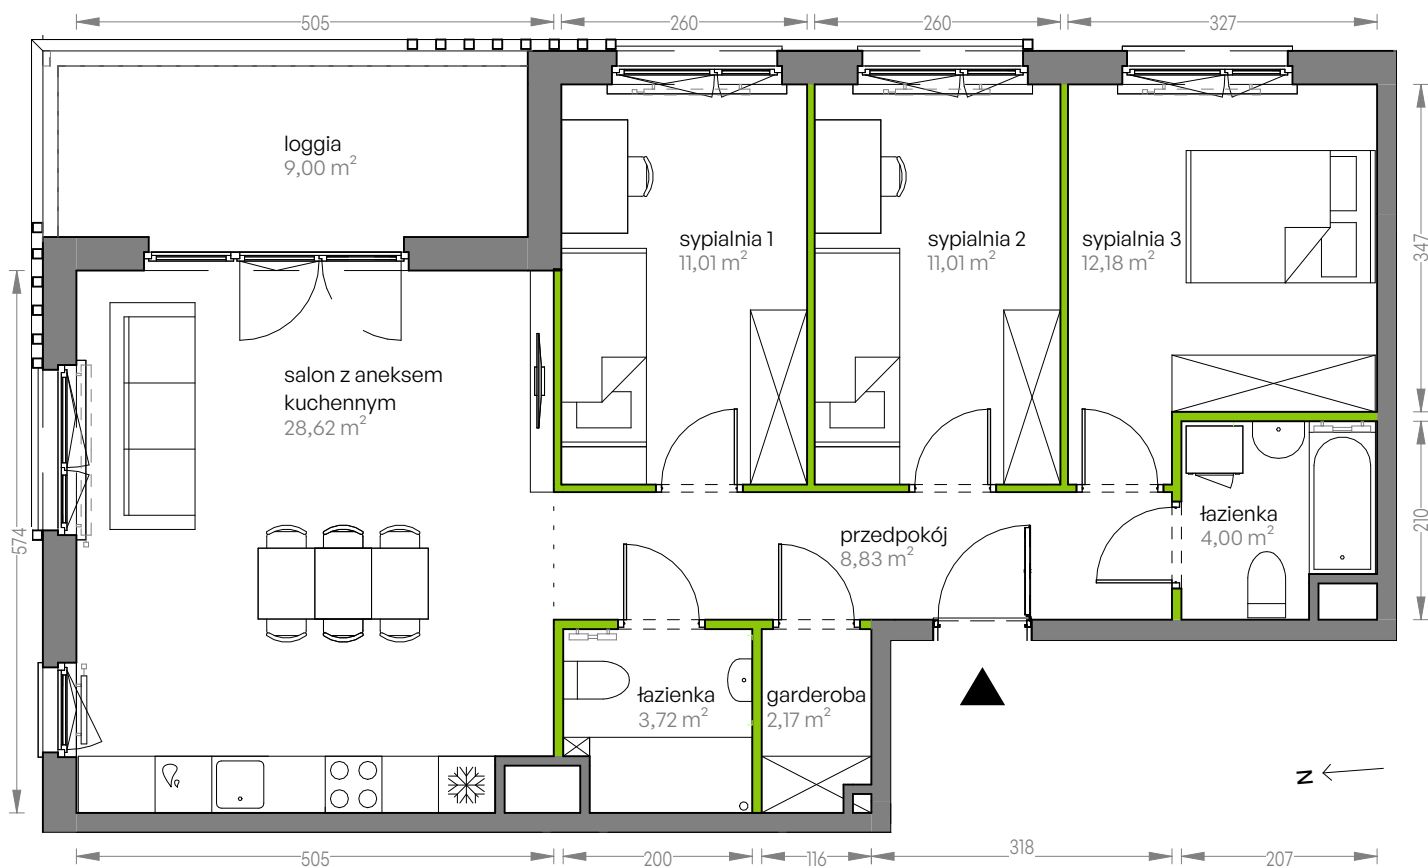 505
260
260
327
loggia
9,00 m²
sypialnia 1
11,01 m²
sypialnia 2
11,01 m²
sypialnia 3
12,18 m²
347
salon z aneksem
kuchennym
28,62 m²
574
przedpokój
8,83 m²
łazienka
4,00 m²
210
łazienka
3,72 m²
garderoba
2,17 m²
N
505
200
116
318
207